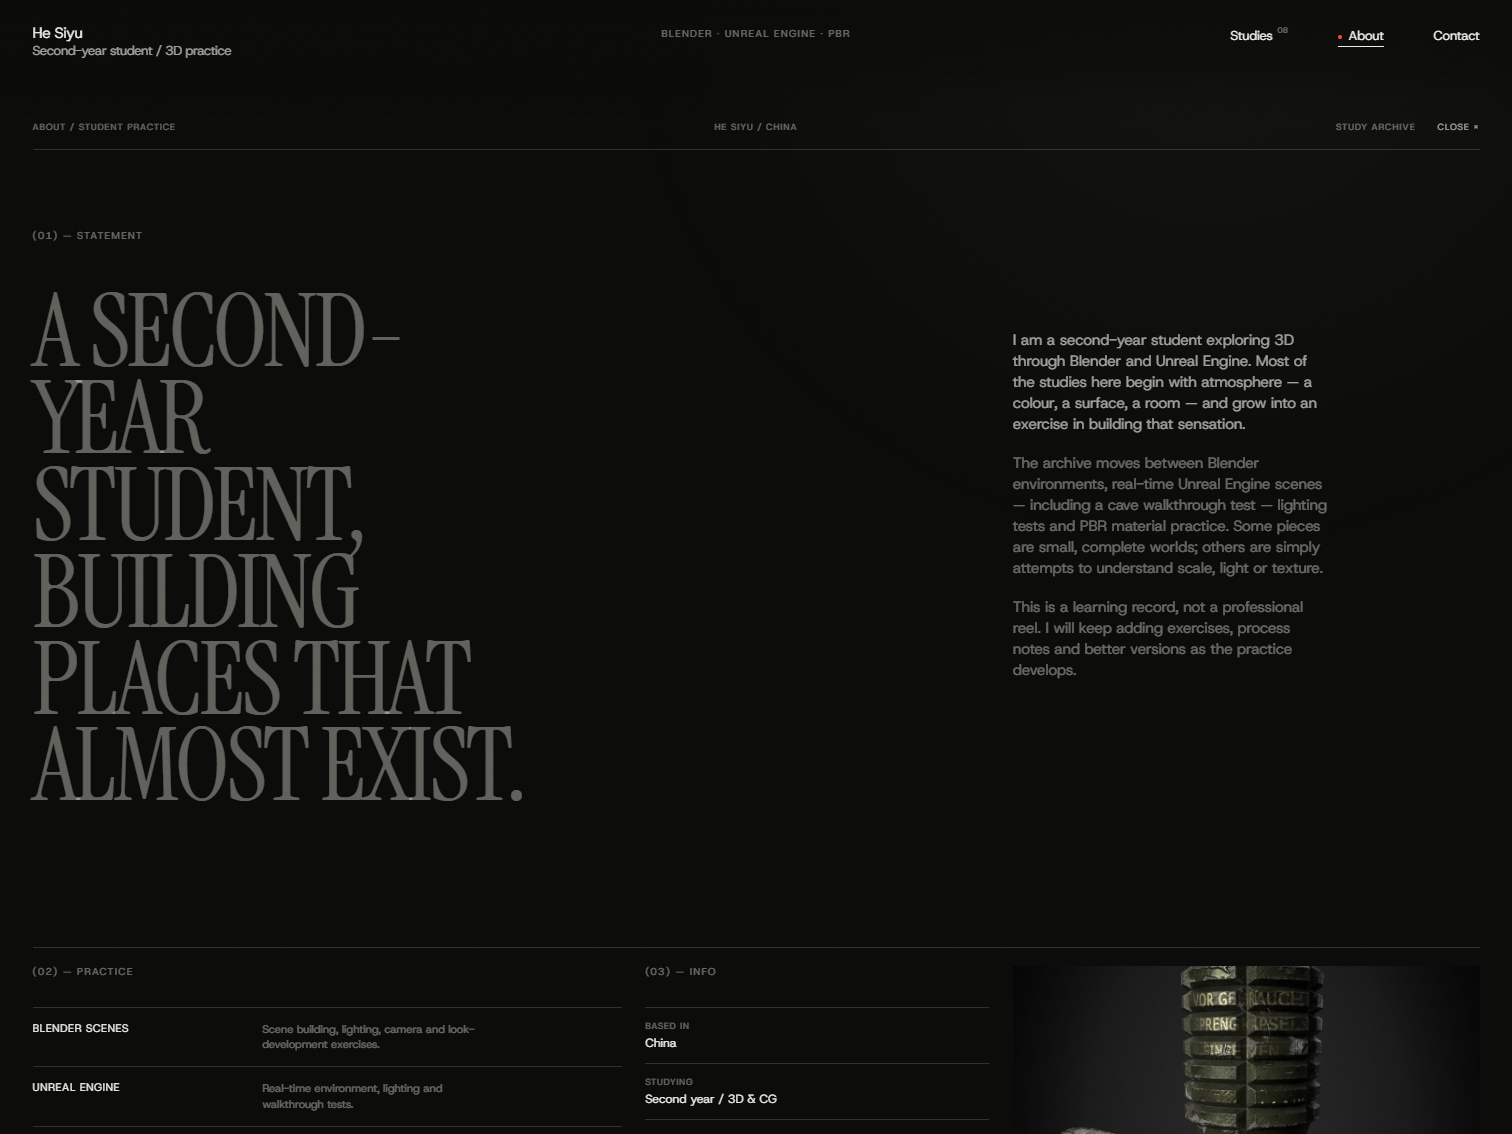 He Siyu
Second-year student / 3D practice
BLENDER · UNREAL ENGINE · PBR
Studies 08
About
Contact
ABOUT / STUDENT PRACTICE
HE SIYU / CHINA
STUDY ARCHIVE
CLOSE ×
(01) — STATEMENT
A SECOND-
YEAR
STUDENT,
BUILDING
PLACES THAT
ALMOST EXIST.
I am a second-year student exploring 3D
through Blender and Unreal Engine. Most of
the studies here begin with atmosphere — a
colour, a surface, a room — and grow into an
exercise in building that sensation.
The archive moves between Blender
environments, real-time Unreal Engine scenes
— including a cave walkthrough test — lighting
tests and PBR material practice. Some pieces
are small, complete worlds; others are simply
attempts to understand scale, light or texture.
This is a learning record, not a professional
reel. I will keep adding exercises, process
notes and better versions as the practice
develops.
(02) — PRACTICE
BLENDER SCENES
Scene building, lighting, camera and look-
development exercises.
UNREAL ENGINE
Real-time environment, lighting and
walkthrough tests.
(03) — INFO
BASED IN
China
STUDYING
Second year / 3D & CG
VOR GEBRAUCH